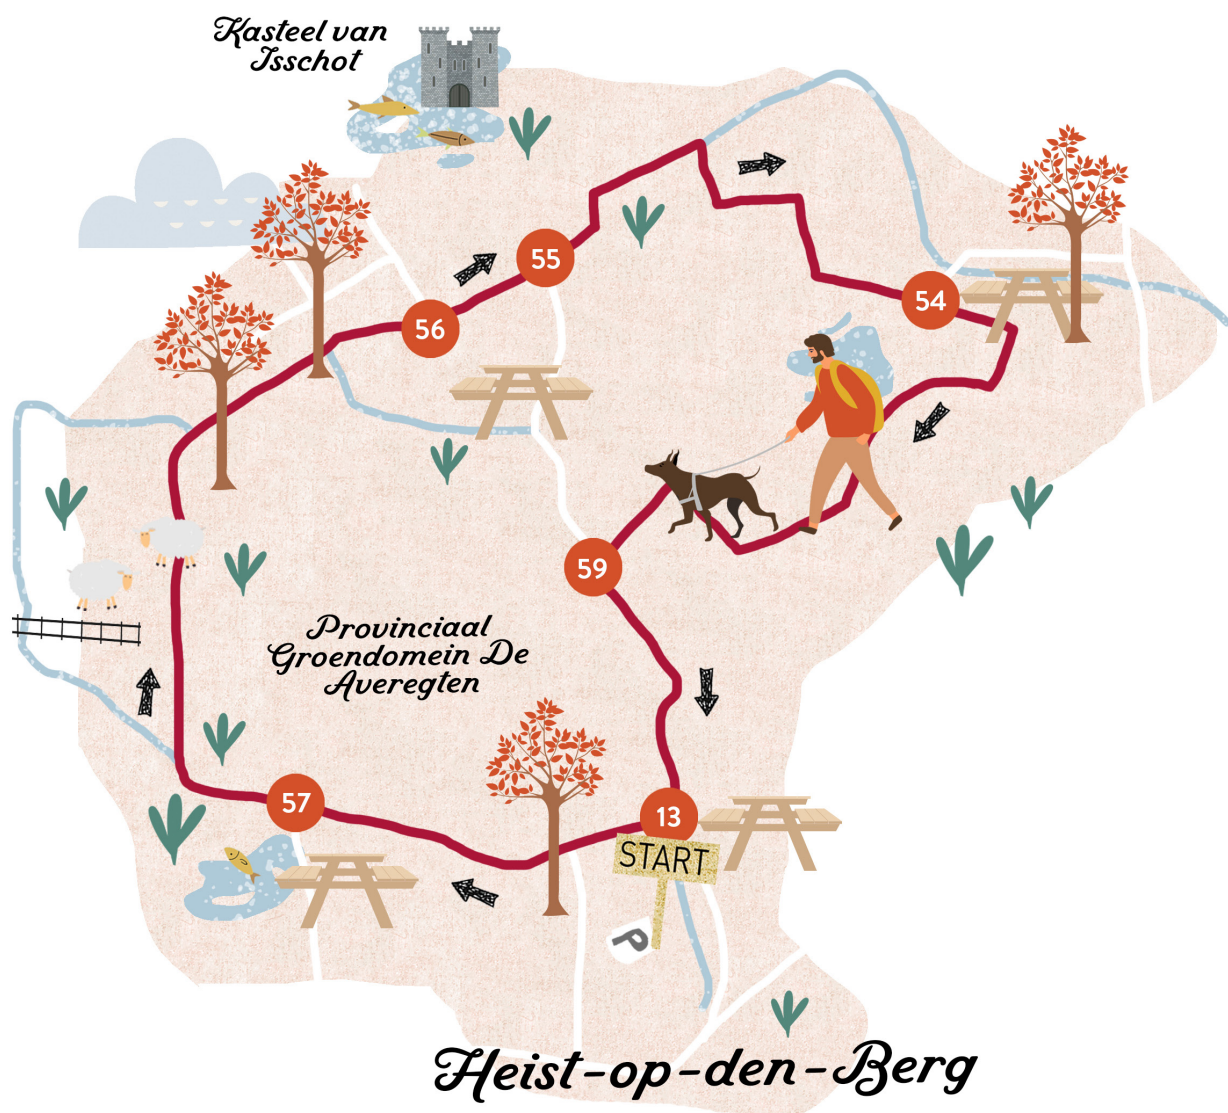 Kasteel van
Isschot
55
54
56
59
Provinciaal
Groendomein De
Averegten
57
13
START
P
Heist-op-den-Berg